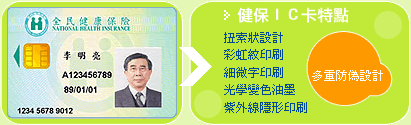 全民健康保險
NATIONAL HEALTH INSURANCE
李明亮
A123456789
89/01/01
1234 5678 9012
健保IC卡特點
扭索狀設計
彩虹紋印刷
細微字印刷
光學變色油墨
紫外線隱形印刷
多重防偽設計